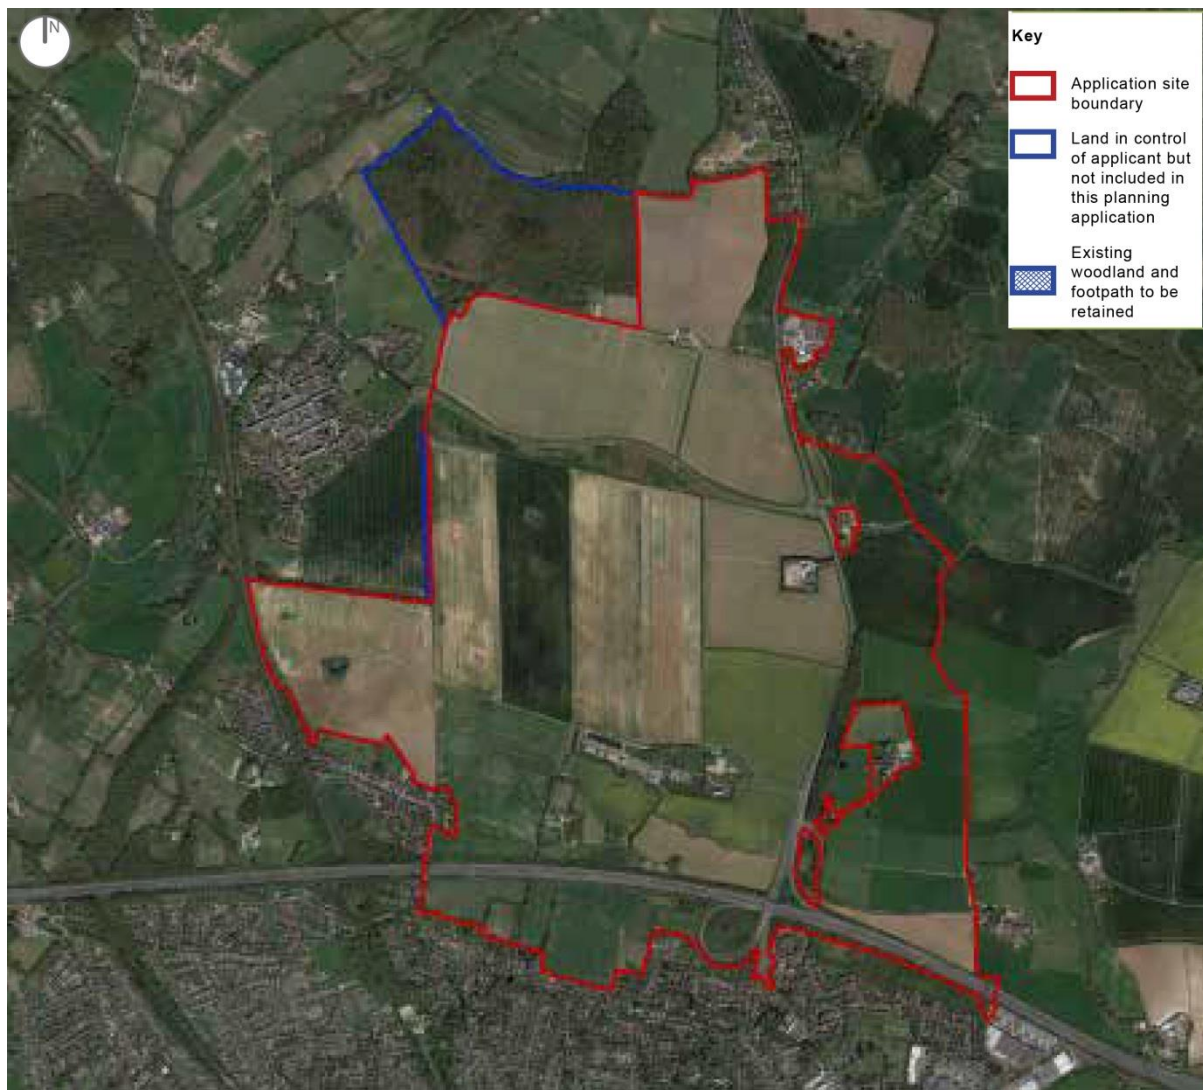 N
Key
Application site
boundary
Land in control
of applicant but
not included in
this planning
application
Existing
woodland and
footpath to be
retained